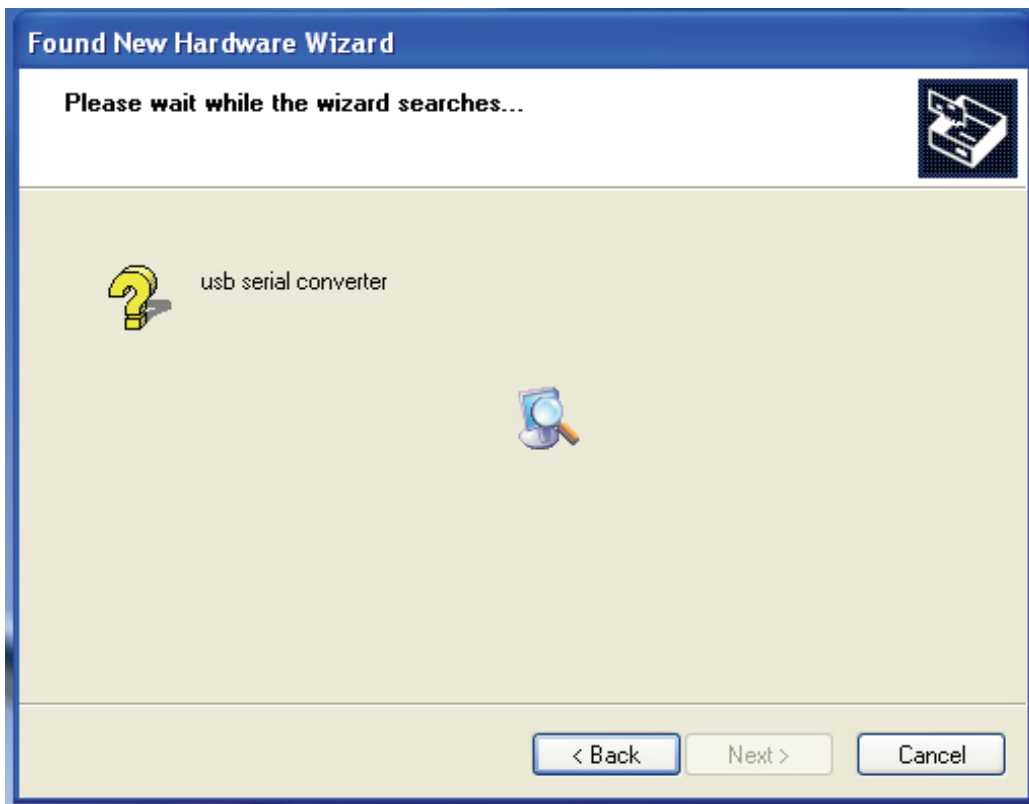 Found New Hardware Wizard
Please wait while the wizard searches...
usb serial converter
< Back Next > Cancel